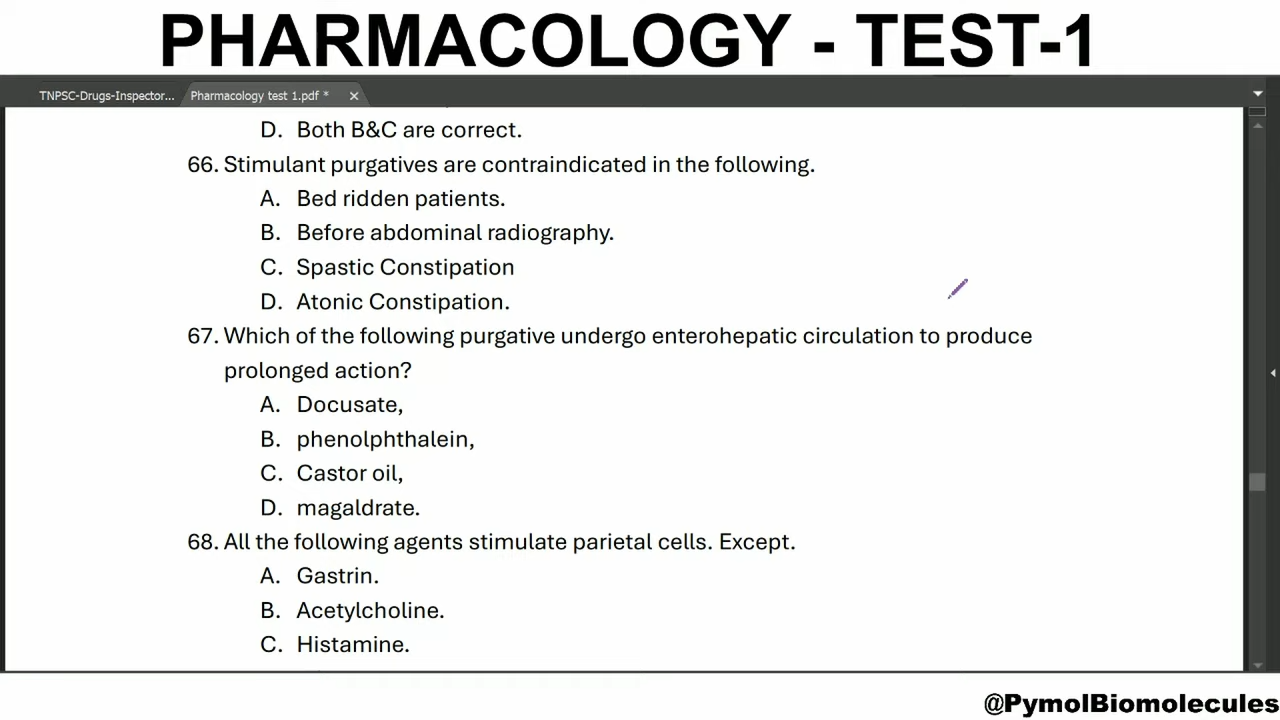 PHARMACOLOGY - TEST-1
TNPSC-Drugs-Inspector... Pharmacology test 1.pdf *
D. Both B&C are correct.
66. Stimulant purgatives are contraindicated in the following.
A. Bed ridden patients.
B. Before abdominal radiography.
C. Spastic Constipation
D. Atonic Constipation.
67. Which of the following purgative undergo enterohepatic circulation to produce
prolonged action?
A. Docusate,
B. phenolphthalein,
C. Castor oil,
D. magaldrate.
68. All the following agents stimulate parietal cells. Except.
A. Gastrin.
B. Acetylcholine.
C. Histamine.
@PymolBiomolecules